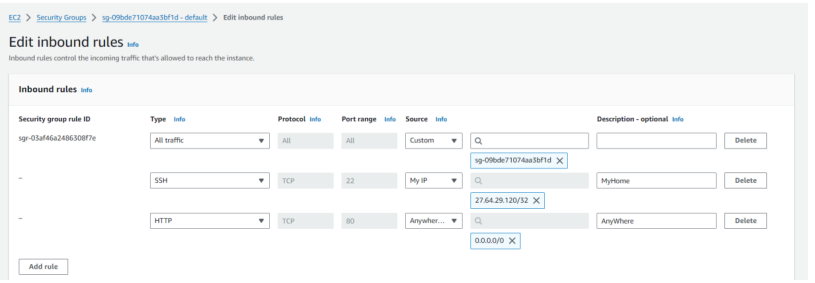 EC2 > Security Groups > sg-09bde71074aa3bf1d - default > Edit inbound rules
Edit inbound rules Info
Inbound rules control the incoming traffic that's allowed to reach the instance.
Inbound rules Info
Security group rule ID Type Info Protocol Info Port range Info Source Info Description - optional Info
sgr-03af46a2486308f7e All traffic All All Custom Delete
sg-09bde71074aa3bf1d
– SSH TCP 22 My IP MyHome Delete
27.64.29.120/32
– HTTP TCP 80 Anywher... AnyWhere Delete
0.0.0.0/0
Add rule